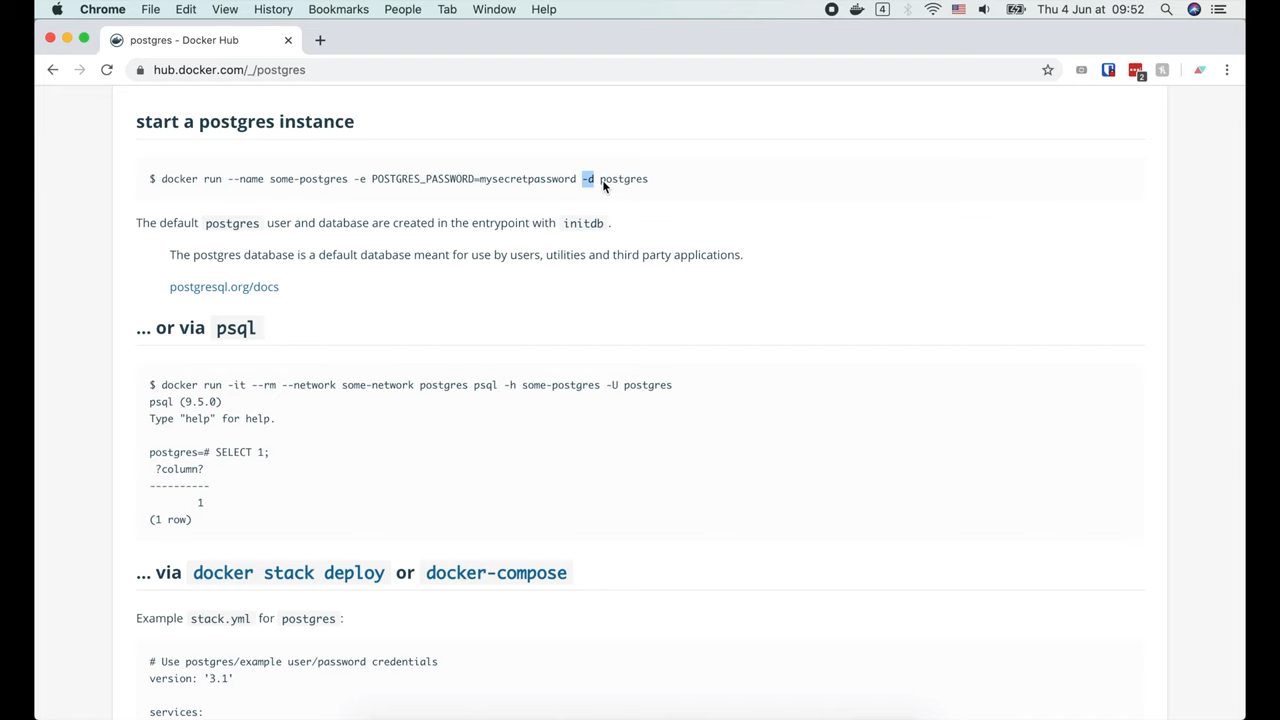 Chrome File Edit View History Bookmarks People Tab Window Help 4 Thu 4 Jun at 09:52
postgres - Docker Hub
hub.docker.com/_/postgres 2
start a postgres instance
$ docker run --name some-postgres -e POSTGRES_PASSWORD=mysecretpassword -d postgres
The default postgres user and database are created in the entrypoint with initdb .
The postgres database is a default database meant for use by users, utilities and third party applications.
postgresql.org/docs
... or via psql
$ docker run -it --rm --network some-network postgres psql -h some-postgres -U postgres
psql (9.5.0)
Type "help" for help.
postgres=# SELECT 1;
?column?
----------
1
(1 row)
... via docker stack deploy or docker-compose
Example stack.yml for postgres :
# Use postgres/example user/password credentials
version: '3.1'
services: